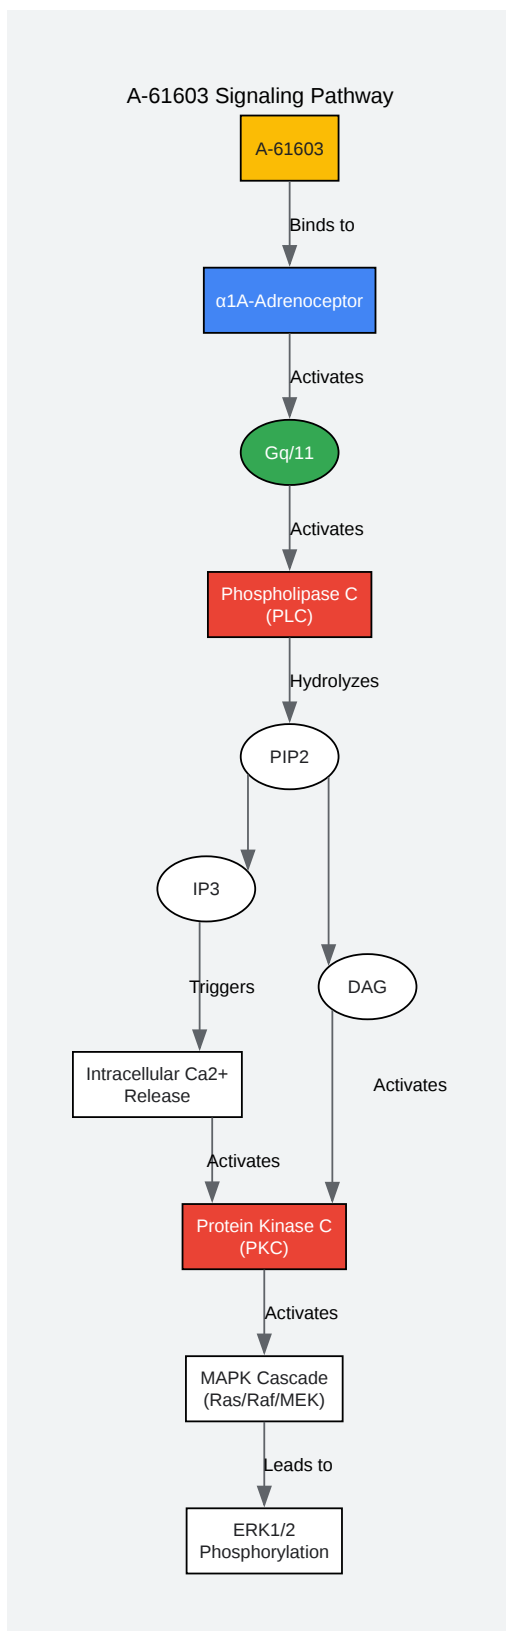 A-61603 Signaling Pathway
A-61603
Binds to
α1A-Adrenoceptor
Activates
Gq/11
Activates
Phospholipase C
(PLC)
Hydrolyzes
PIP2
IP3
Triggers
DAG
Intracellular Ca2+
Release
Activates
Activates
Protein Kinase C
(PKC)
Activates
MAPK Cascade
(Ras/Raf/MEK)
Leads to
ERK1/2
Phosphorylation